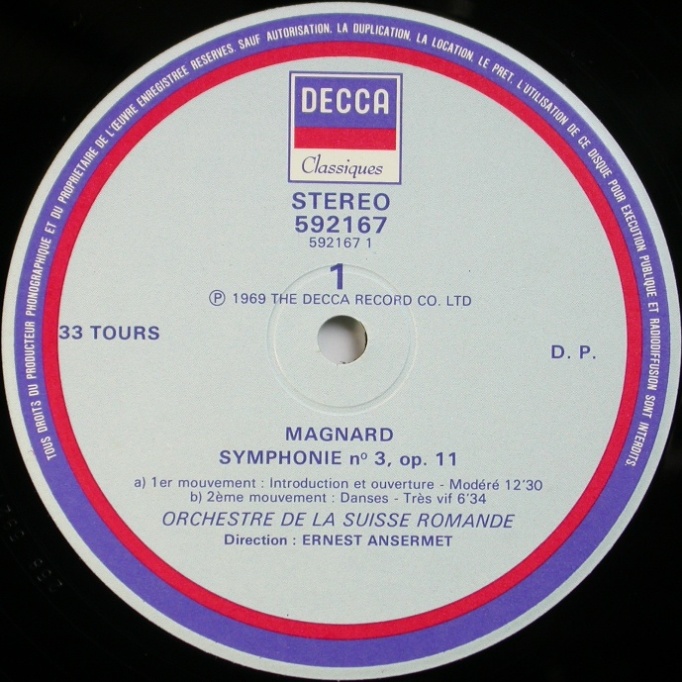 TOUS DROITS DU PRODUCTEUR PHONOGRAPHIQUE ET DU PROPRIETAIRE DE L'ŒUVRE ENREGISTREE RESERVES. SAUF AUTORISATION, LA DUPLICATION, LA LOCATION, LE PRET, L'UTILISATION DE CE DISQUE POUR EXECUTION PUBLIQUE ET RADIODIFFUSION SONT INTERDITS.
DECCA
Classiques
STEREO
592167
592167 1
1
℗ 1969 THE DECCA RECORD CO. LTD
33 TOURS
D. P.
MAGNARD
SYMPHONIE nº 3, op. 11
a) 1er mouvement : Introduction et ouverture - Modéré 12'30
b) 2ème mouvement : Danses - Très vif 6'34
ORCHESTRE DE LA SUISSE ROMANDE
Direction : ERNEST ANSERMET